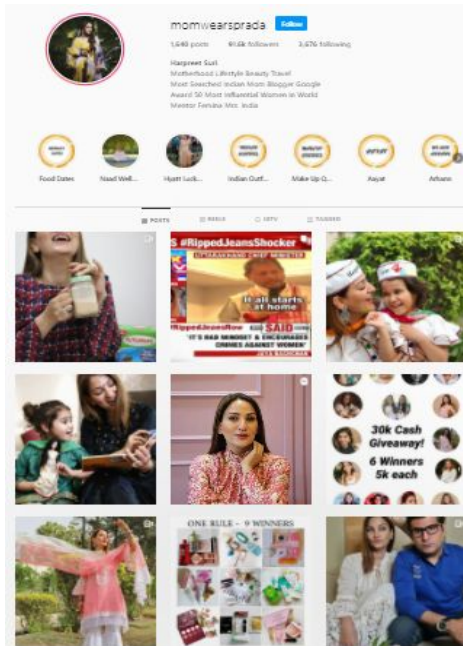 momwearsprada Follow
1,640 posts 91.6k followers 3,676 following
Harpreet Suri
Motherhood Lifestyle Beauty Travel
Most Searched Indian Mom Blogger Google
Award 50 Most Influential Women in World
Mentor Femina Mrs. India
Food Dates Naad Well... Hyatt Luck... Indian Outf... Make Up Q... Aayat Arhaan
POSTS REELS IGTV TAGGED
S #RippedJeansShocker
UTTARAKHAND CHIEF MINISTER
It all starts
at home
#RippedJeansNow SAID
'IT'S BAD MINDSET & ENCOURAGES
CRIMES AGAINST WOMEN'
JAYA BACHCHAN
30k Cash
Giveaway!
6 Winners
5k each
ONE RULE - 9 WINNERS